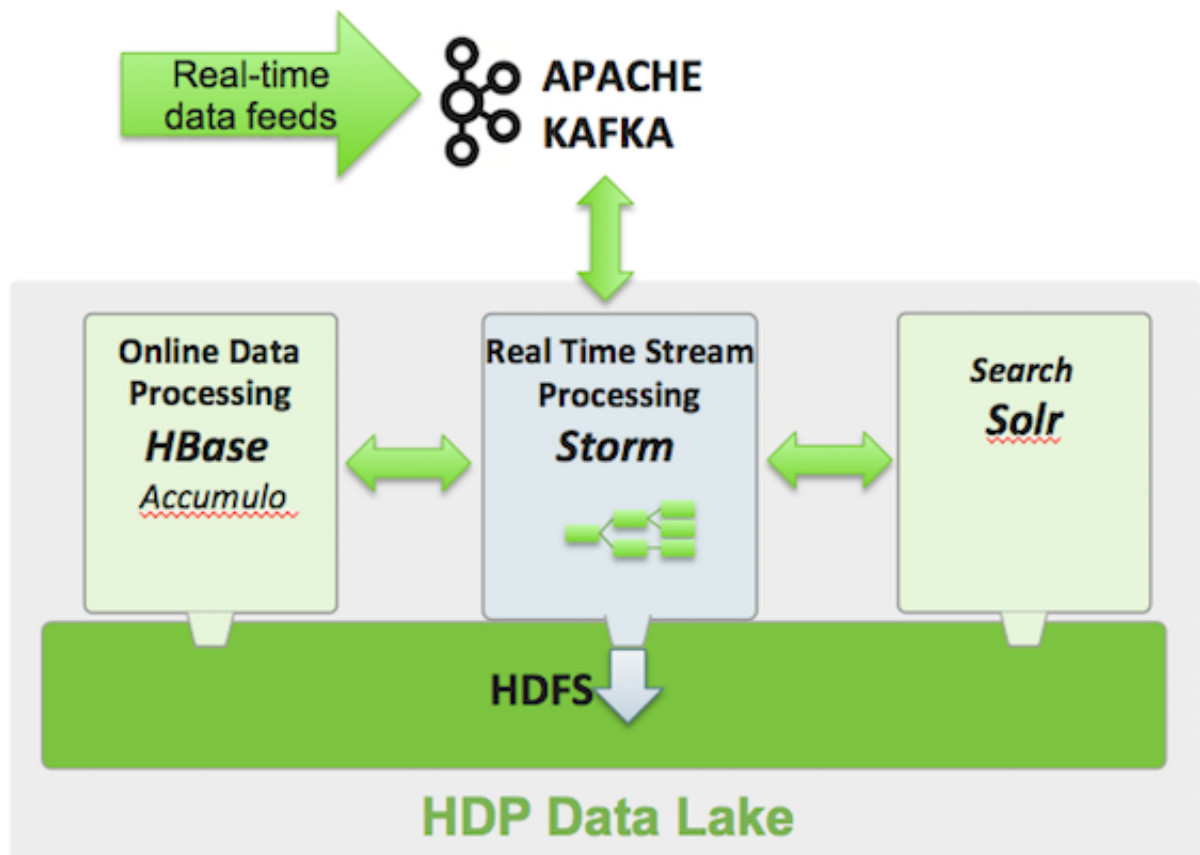 Real-time
data feeds
APACHE
KAFKA
Online Data
Processing
HBase
Accumulo
Real Time Stream
Processing
Storm
Search
Solr
HDFS
HDP Data Lake